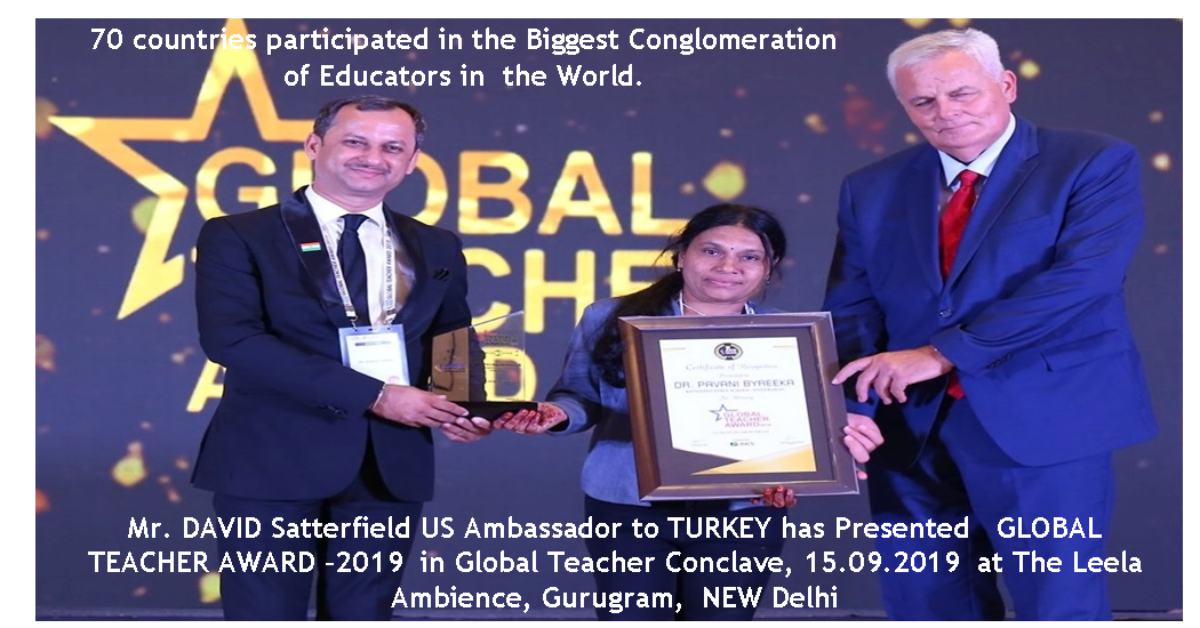 70 countries participated in the Biggest Conglomeration
of Educators in the World.
GLOBAL
TEACHE
A D
Certificate of Recognition
DR. PAVANI BYREEKA
GLOBAL
TEACHER
AWARD
Mr. DAVID Satterfield US Ambassador to TURKEY has Presented GLOBAL
TEACHER AWARD -2019 in Global Teacher Conclave, 15.09.2019 at The Leela
Ambience, Gurugram, NEW Delhi